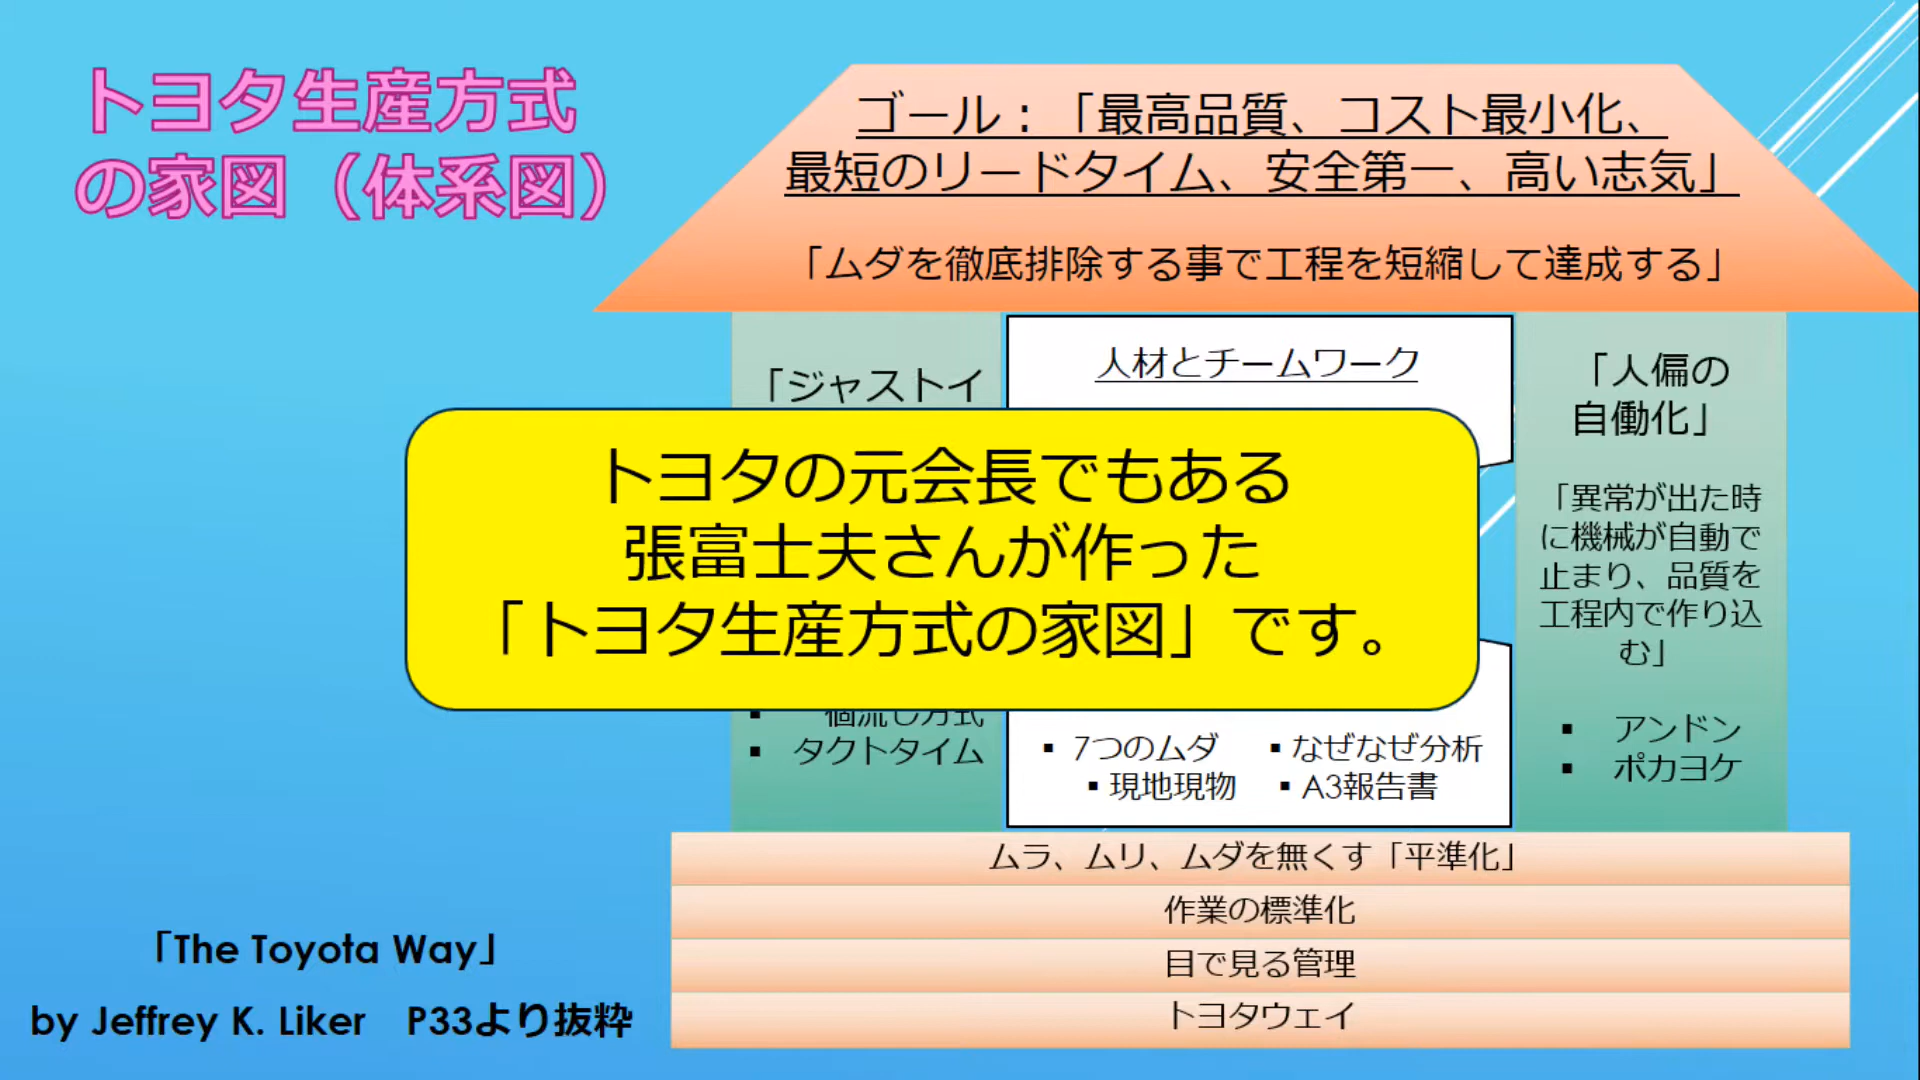 トヨタ生産方式
の家図（体系図）
ゴール：「最高品質、コスト最小化、
最短のリードタイム、安全第一、高い志気」
「ムダを徹底排除する事で工程を短縮して達成する」
「ジャストイ
人材とチームワーク
「人偏の
自働化」
トヨタの元会長でもある
張富士夫さんが作った
「トヨタ生産方式の家図」です。
「異常が出た時
に機械が自動で
止まり、品質を
工程内で作り込
む」
個流し方式
▪ タクトタイム
▪ 7つのムダ ▪ なぜなぜ分析
▪ 現地現物 ▪ A3報告書
▪ アンドン
▪ ポカヨケ
ムラ、ムリ、ムダを無くす「平準化」
作業の標準化
目で見る管理
トヨタウェイ
「The Toyota Way」
by Jeffrey K. Liker P33より抜粋